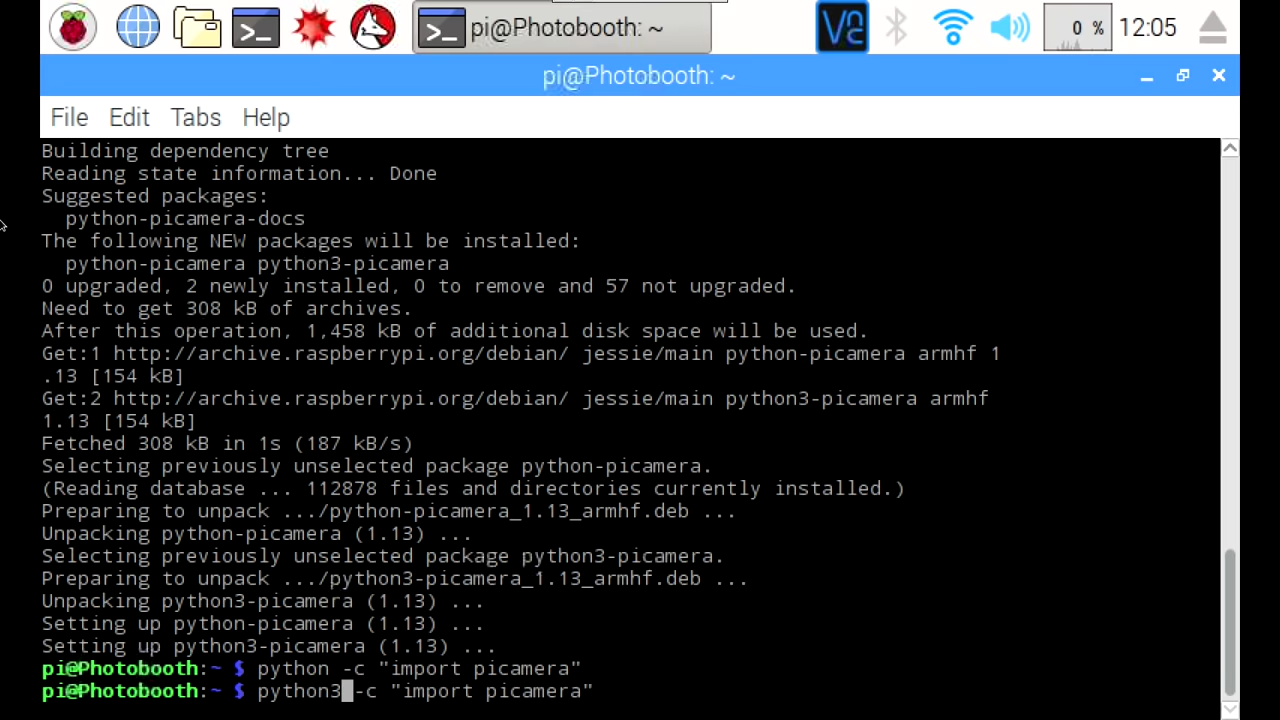 pi@Photobooth: ~
0 %
12:05
pi@Photobooth: ~
File Edit Tabs Help
Building dependency tree
Reading state information... Done
Suggested packages:
  python-picamera-docs
The following NEW packages will be installed:
  python-picamera python3-picamera
0 upgraded, 2 newly installed, 0 to remove and 57 not upgraded.
Need to get 308 kB of archives.
After this operation, 1,458 kB of additional disk space will be used.
Get:1 http://archive.raspberrypi.org/debian/ jessie/main python-picamera armhf 1
.13 [154 kB]
Get:2 http://archive.raspberrypi.org/debian/ jessie/main python3-picamera armhf
1.13 [154 kB]
Fetched 308 kB in 1s (187 kB/s)
Selecting previously unselected package python-picamera.
(Reading database ... 112878 files and directories currently installed.)
Preparing to unpack .../python-picamera_1.13_armhf.deb ...
Unpacking python-picamera (1.13) ...
Selecting previously unselected package python3-picamera.
Preparing to unpack .../python3-picamera_1.13_armhf.deb ...
Unpacking python3-picamera (1.13) ...
Setting up python-picamera (1.13) ...
Setting up python3-picamera (1.13) ...
pi@Photobooth:~ $ python -c "import picamera"
pi@Photobooth:~ $ python3 -c "import picamera"